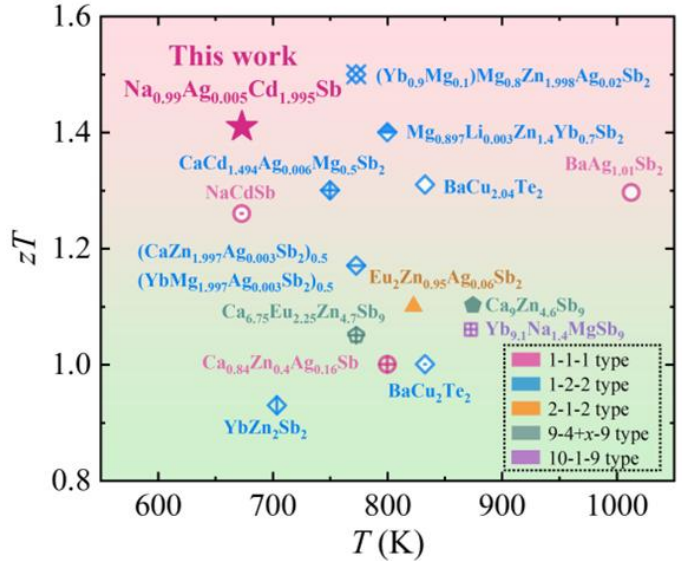 1.6
1.4
1.2
1.0
0.8
zT
600
700
800
900
1000
T (K)
This work
Na0.99Ag0.005Cd1.995Sb
(Yb0.9Mg0.1)Mg0.8Zn1.998Ag0.02Sb2
Mg0.897Li0.003Zn1.4Yb0.7Sb2
CaCd1.494Ag0.006Mg0.5Sb2
BaAg1.01Sb2
NaCdSb
BaCu2.04Te2
(CaZn1.997Ag0.003Sb2)0.5
(YbMg1.997Ag0.003Sb2)0.5
Eu2Zn0.95Ag0.06Sb2
Ca6.75Eu2.25Zn4.7Sb9
Ca9Zn4.6Sb9
Yb9.1Na1.4MgSb9
Ca0.84Zn0.4Ag0.16Sb
BaCu2Te2
YbZn2Sb2
1-1-1 type
1-2-2 type
2-1-2 type
9-4+x-9 type
10-1-9 type